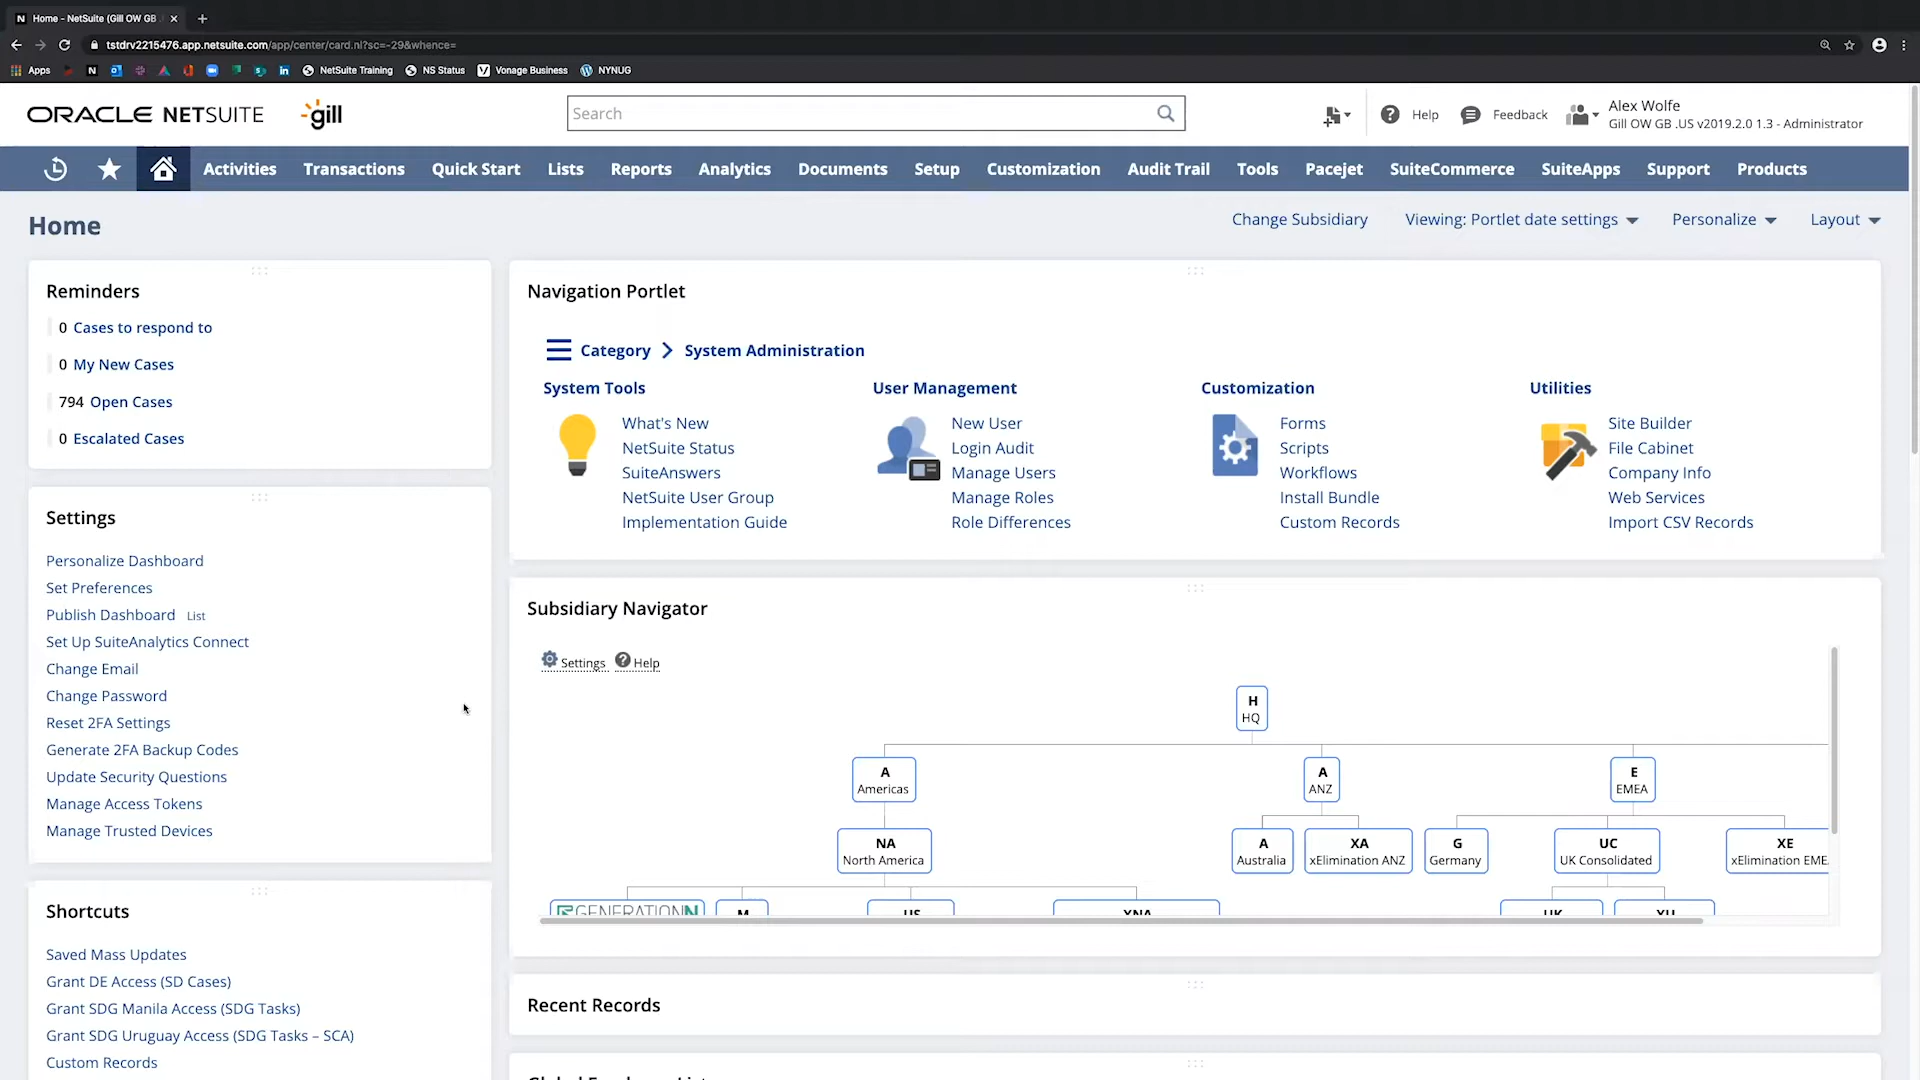 Home - NetSuite (Gill OW GB
tstdrv2215476.app.netsuite.com/app/center/card.nl?sc=-29&whence=
Apps
NetSuite Training
NS Status
Vonage Business
NYNUG
ORACLE NETSUITE
gill
Search
Help
Feedback
Alex Wolfe
Gill OW GB .US v2019.2.0 1.3 - Administrator
Activities
Transactions
Quick Start
Lists
Reports
Analytics
Documents
Setup
Customization
Audit Trail
Tools
Pacejet
SuiteCommerce
SuiteApps
Support
Products
Home
Change Subsidiary
Viewing: Portlet date settings
Personalize
Layout
Reminders
0 Cases to respond to
0 My New Cases
794 Open Cases
0 Escalated Cases
Settings
Personalize Dashboard
Set Preferences
Publish Dashboard List
Set Up SuiteAnalytics Connect
Change Email
Change Password
Reset 2FA Settings
Generate 2FA Backup Codes
Update Security Questions
Manage Access Tokens
Manage Trusted Devices
Shortcuts
Saved Mass Updates
Grant DE Access (SD Cases)
Grant SDG Manila Access (SDG Tasks)
Grant SDG Uruguay Access (SDG Tasks – SCA)
Custom Records
Navigation Portlet
Category
System Administration
System Tools
What's New
NetSuite Status
SuiteAnswers
NetSuite User Group
Implementation Guide
User Management
New User
Login Audit
Manage Users
Manage Roles
Role Differences
Customization
Forms
Scripts
Workflows
Install Bundle
Custom Records
Utilities
Site Builder
File Cabinet
Company Info
Web Services
Import CSV Records
Subsidiary Navigator
Settings
Help
H
HQ
A
Americas
A
ANZ
E
EMEA
NA
North America
A
Australia
XA
xElimination ANZ
G
Germany
UC
UK Consolidated
XE
xElimination EME
GENERATION
M
US
XNA
UK
XU
Recent Records